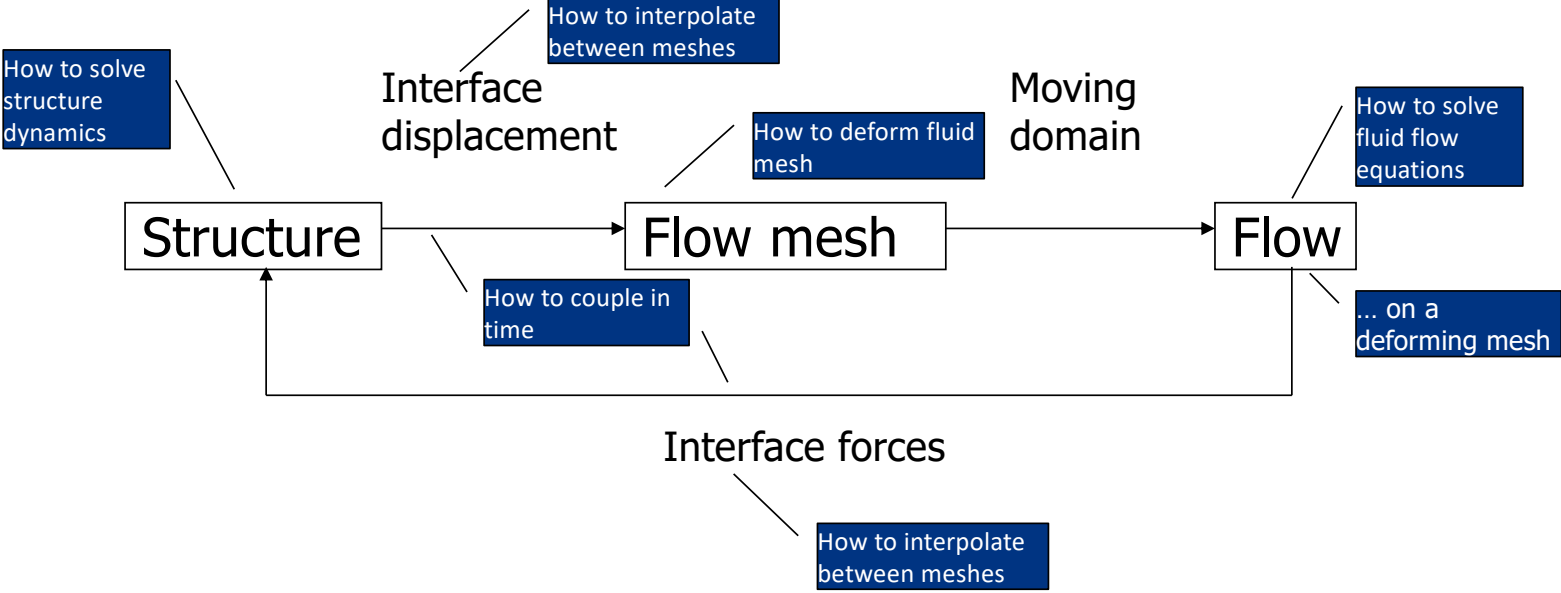 How to interpolate
between meshes
How to solve
structure
dynamics
Interface
displacement
Moving
domain
How to solve
fluid flow
equations
How to deform fluid
mesh
Structure
Flow mesh
Flow
How to couple in
time
... on a
deforming mesh
Interface forces
How to interpolate
between meshes